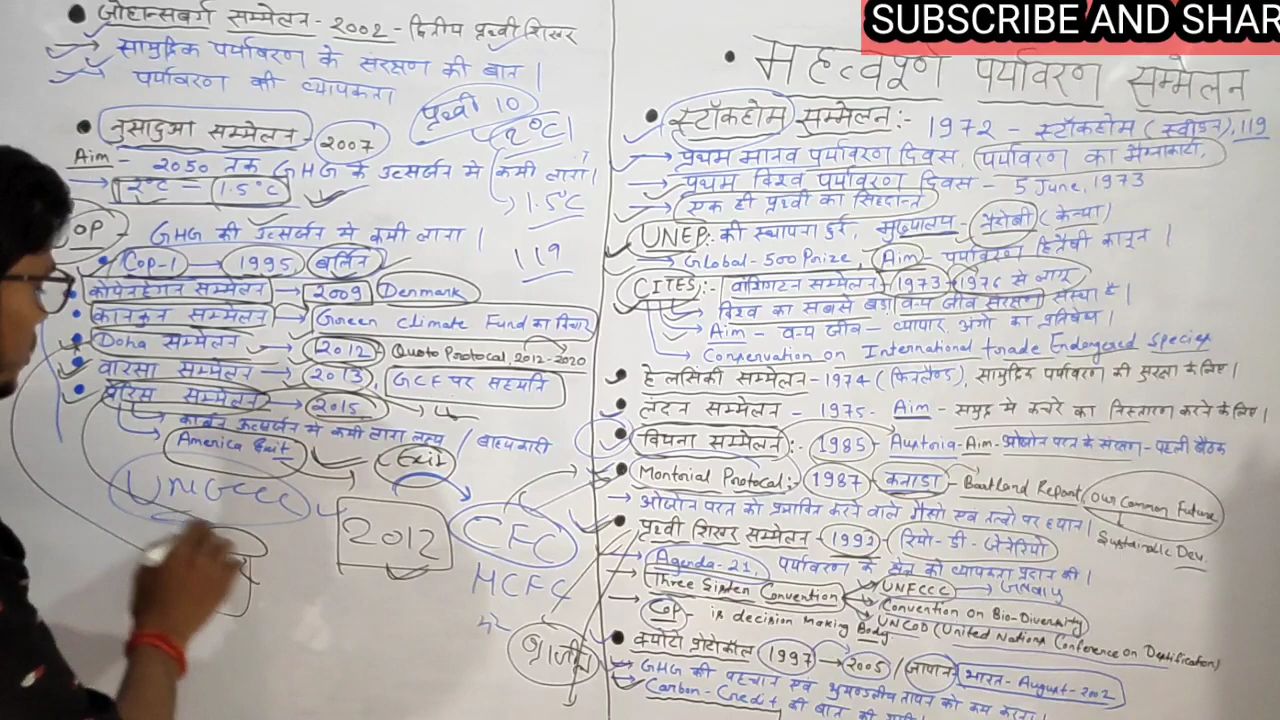 SUBSCRIBE AND SHAR
महत्वपूर्ण पर्यावरण सम्मेलन
स्टॉकहोम सम्मेलन :- 1972 - स्टॉकहोम (स्वीडन), 119
प्रथम मानव पर्यावरण दिवस, पर्यावरण का मैग्नाकार्टा,
प्रथम विश्व पर्यावरण दिवस - 5 June, 1973
एक ही पृथ्वी का सिद्धान्त
UNEP: की स्थापना हुई, मुख्यालय - नैरोबी (केन्या)
Global-500 Prize, Aim - पर्यावरण हितैषी कानून |
CITES :- वाशिंगटन सम्मेलन - 1973 - 1976 से लागू
विश्व का सबसे बड़ा वन्य जीव संरक्षण संस्था है |
Aim - वन्य जीव - व्यापार, अंगो का प्रतिषेध |
Conservation on International trade Endangered Species
हेलसिंकी सम्मेलन - 1974 (फिनलैण्ड), सामुद्रिक पर्यावरण की सुरक्षा के लिए |
लंदन सम्मेलन - 1975 - Aim - समुद्र मे कचरे का निस्तारण करने के लिए |
वियना सम्मेलन :- 1985 - Austria - Aim - ओजोन परत के संरक्षण - पहली बैठक
Montorial Protocal :- 1987 - कनाडा - Boartland Report, Our Common Future
ओजोन परत को प्रभावित करने वाले गैसो एवं तत्वो पर ध्यान | Sustainable Dev.
पृथ्वी शिखर सम्मेलन - 1992 - रियो - डी - जेनेरियो
Agenda-21, पर्यावरण के क्षेत्र को व्यापकता प्रदान की |
Three Sister Convention UNFCCC जलवायु
Convention on Bio-Diversity
COP - is decision making Body UNCOD (United Nations Conference on Desertification)
क्योटो प्रोटोकॉल 1997 2005 / जापान, भारत - August - 2002
GHG की पहचान एवं भूमण्डलीय तापन को कम करना |
Carbon - Credit की बात की
जोहान्सबर्ग सम्मेलन - 2002 - द्वितीय पृथ्वी शिखर
सामुद्रिक पर्यावरण के संरक्षण की बात |
पर्यावरण की व्यापकता
पृथ्वी 10
2°C |
नुसादुआ सम्मेलन - 2007
Aim - 2050 तक GHG के उत्सर्जन मे कमी लाना |
2°C = 1.5°C
1.5°C
COP - GHG की उत्सर्जन मे कमी लाना |
119
COP-1 1995 बर्लिन
कोपेनहेगन सम्मेलन 2009 Denmark
कानकुन सम्मेलन Green Climate Fund का विचार
Doha सम्मेलन 2012 - Quoto Protocal 2012-2020
वारसा सम्मेलन 2013, GCF पर सहमति
पेरिस सम्मेलन 2015
कार्बन उत्सर्जन मे कमी लाना लक्ष्य / बाध्यकारी
America Exit Exit
UNFCCC
2012
CFC
HCFC